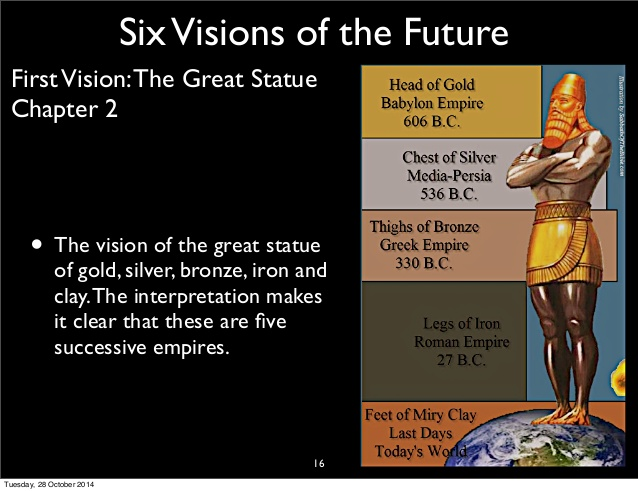 Six Visions of the Future
First Vision: The Great Statue
Chapter 2
• The vision of the great statue
of gold, silver, bronze, iron and
clay. The interpretation makes
it clear that these are five
successive empires.
Head of Gold
Babylon Empire
606 B.C.
Chest of Silver
Media-Persia
536 B.C.
Thighs of Bronze
Greek Empire
330 B.C.
Legs of Iron
Roman Empire
27 B.C.
Feet of Miry Clay
Last Days
Today's World
16
Tuesday, 28 October 2014